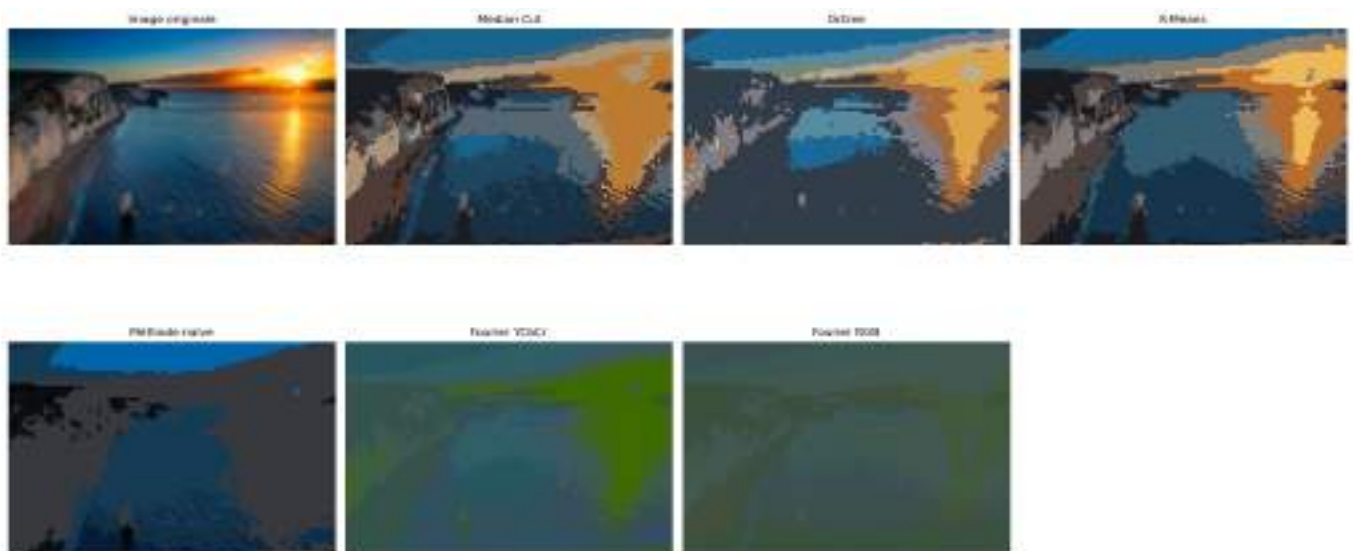 Image originale
Median Cut
Octree
K-Means
Méthode naïve
Fourier YCbCr
Fourier RGB